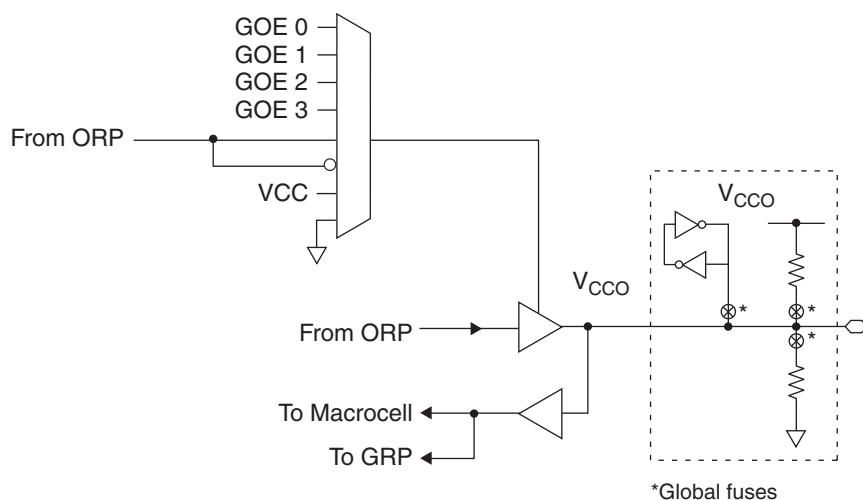 GOE 0
GOE 1
GOE 2
GOE 3
From ORP
VCC
VCCO
VCCO
*
*
*
From ORP
To Macrocell
To GRP
*Global fuses